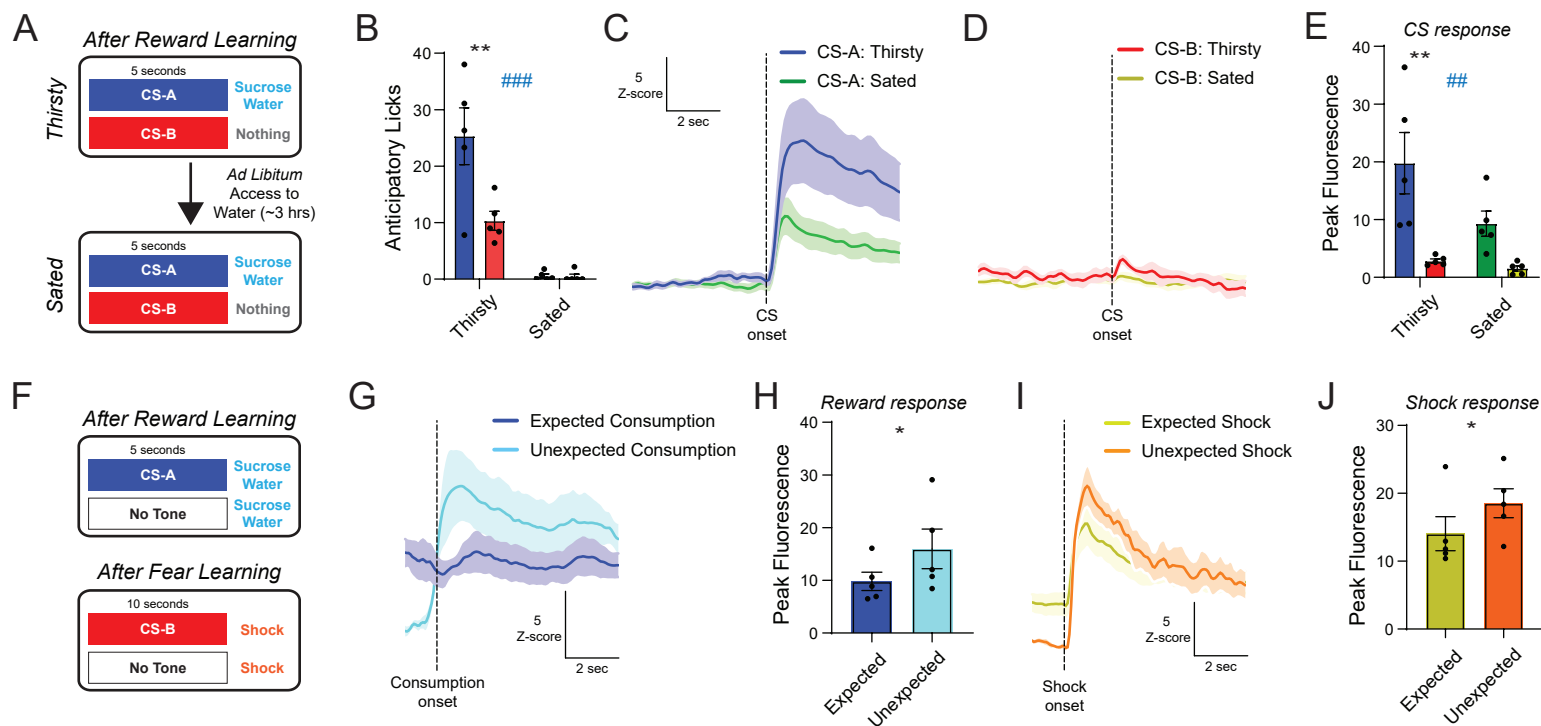 A
After Reward Learning
Thirsty
5 seconds
CS-A
Sucrose
Water
CS-B
Nothing
Ad Libitum
Access to
Water (~3 hrs)
Sated
5 seconds
CS-A
Sucrose
Water
CS-B
Nothing
B
Anticipatory Licks
40
30
20
10
0
**
###
Thirsty
Sated
C
5
Z-score
2 sec
CS-A: Thirsty
CS-A: Sated
CS
onset
D
CS-B: Thirsty
CS-B: Sated
CS
onset
E
CS response
Peak Fluorescence
40
30
20
10
0
**
##
Thirsty
Sated
F
After Reward Learning
5 seconds
CS-A
Sucrose
Water
No Tone
Sucrose
Water
After Fear Learning
10 seconds
CS-B
Shock
No Tone
Shock
G
Expected Consumption
Unexpected Consumption
5
Z-score
2 sec
Consumption
onset
H
Reward response
Peak Fluorescence
40
30
20
10
0
*
Expected
Unexpected
I
Expected Shock
Unexpected Shock
5
Z-score
2 sec
Shock
onset
J
Shock response
Peak Fluorescence
30
20
10
0
*
Expected
Unexpected